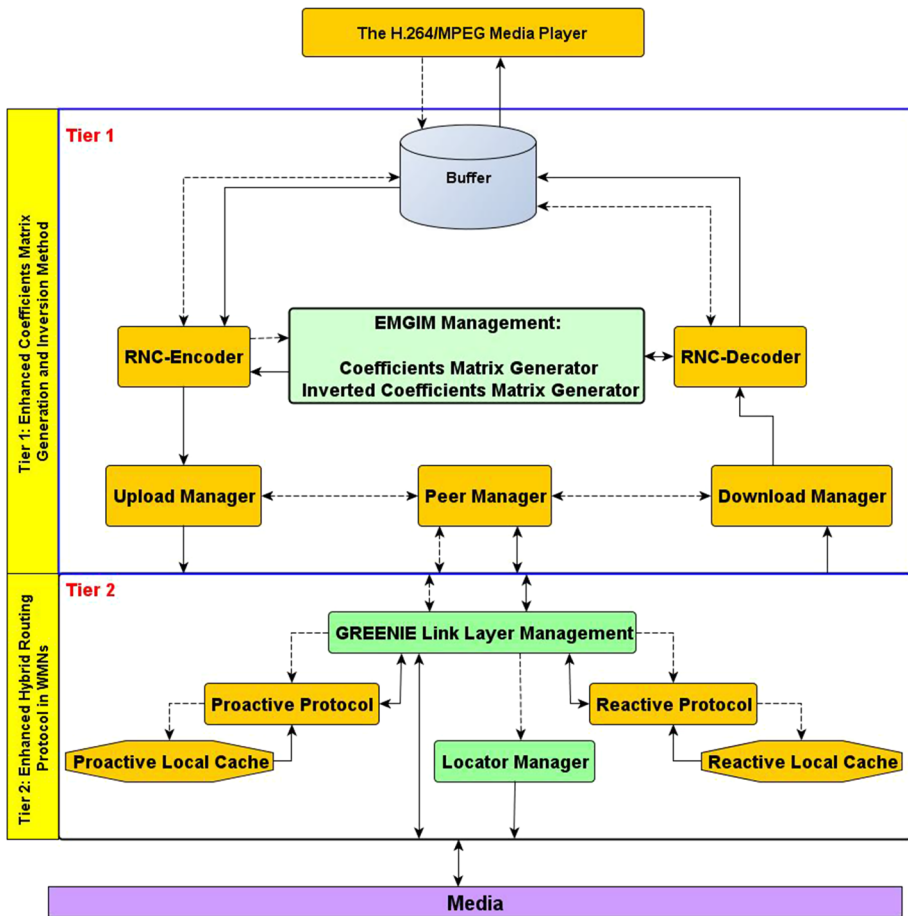 The H.264/MPEG Media Player
Tier 1: Enhanced Coefficients Matrix
Generation and Inversion Method
Tier 1
Buffer
RNC-Encoder
EMGIM Management:
Coefficients Matrix Generator
Inverted Coefficients Matrix Generator
RNC-Decoder
Upload Manager
Peer Manager
Download Manager
Tier 2: Enhanced Hybrid Routing
Protocol in WMNs
Tier 2
GREENIE Link Layer Management
Proactive Protocol
Reactive Protocol
Proactive Local Cache
Locator Manager
Reactive Local Cache
Media